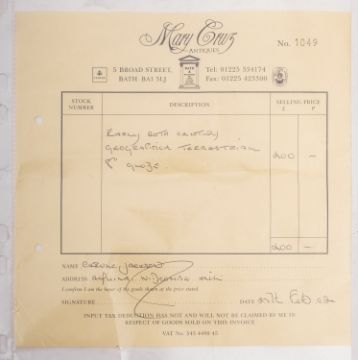 Mary Cruz
ANTIQUES
No. 1049
5 BROAD STREET,
BATH BA1 5LJ
Tel: 01225 334174
Fax: 01225 423300
STOCK NUMBER
DESCRIPTION
SELLING PRICE
£ P
Early 20th Century
Terrestrial
8" globe.
200 —
200 —
NAME
ADDRESS
I confirm I am the buyer of the goods shown at the price stated.
SIGNATURE
DATE Feb
INPUT TAX DEDUCTION HAS NOT AND WILL NOT BE CLAIMED BY ME IN
RESPECT OF GOODS SOLD ON THIS INVOICE
VAT No.